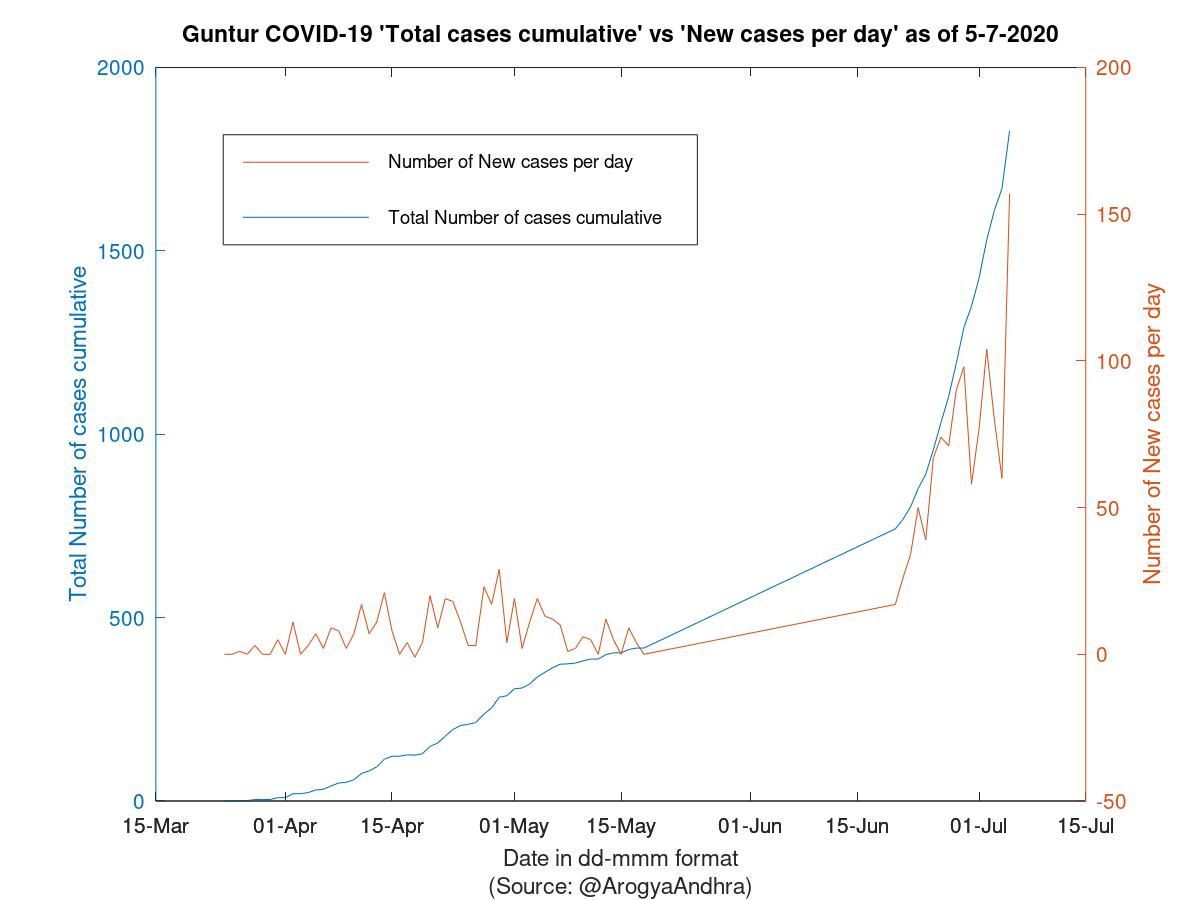 Guntur COVID-19 'Total cases cumulative' vs 'New cases per day' as of 5-7-2020
2000
1500
1000
500
0
Total Number of cases cumulative
Number of New cases per day
Total Number of cases cumulative
200
150
100
50
0
-50
Number of New cases per day
15-Mar 01-Apr 15-Apr 01-May 15-May 01-Jun 15-Jun 01-Jul 15-Jul
Date in dd-mmm format
(Source: @ArogyaAndhra)